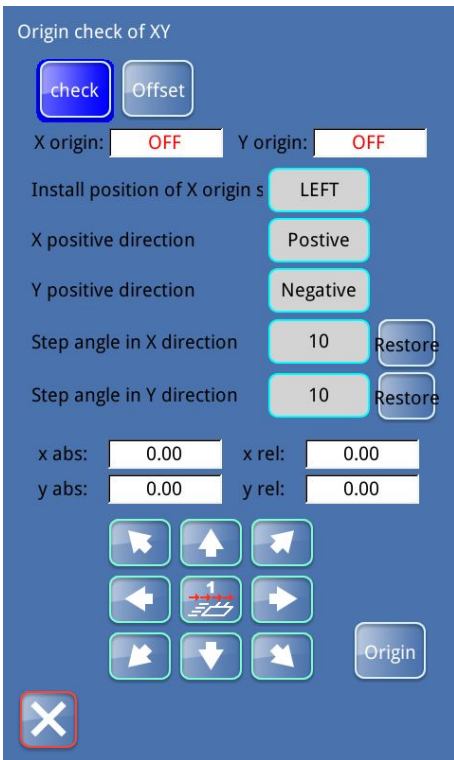 Origin check of XY
check Offset
X origin: OFF Y origin: OFF
Install position of X origin s LEFT
X positive direction Postive
Y positive direction Negative
Step angle in X direction 10 Restore
Step angle in Y direction 10 Restore
x abs: 0.00 x rel: 0.00
y abs: 0.00 y rel: 0.00
1
Origin